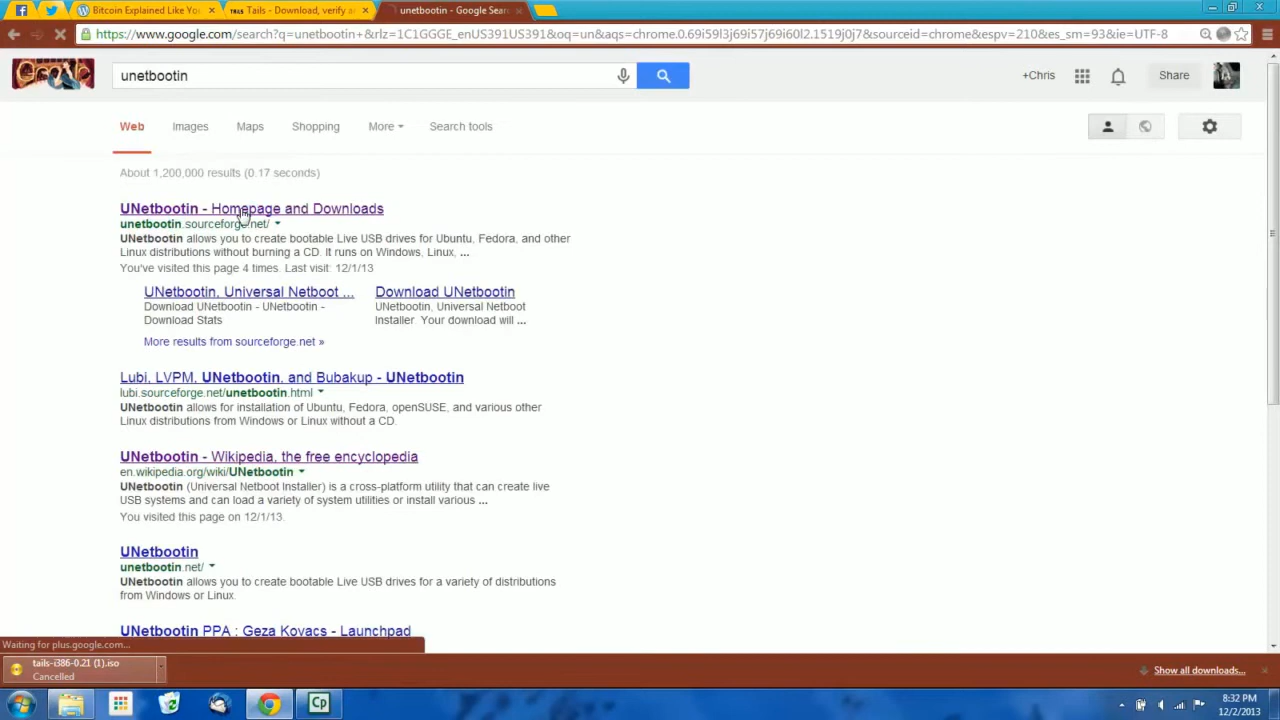 Bitcoin Explained Like Yo
TAILS Tails - Download, verify a
unetbootin - Google Sear
https://www.google.com/search?q=unetbootin+&rlz=1C1GGGE_enUS391US391&oq=un&aqs=chrome.0.69i59l3j69i57j69i60l2.1519j0j7&sourceid=chrome&espv=210&es_sm=93&ie=UTF-8
unetbootin
+Chris
Share
Web
Images
Maps
Shopping
More
Search tools
About 1,200,000 results (0.17 seconds)
UNetbootin - Homepage and Downloads
unetbootin.sourceforge.net/
UNetbootin allows you to create bootable Live USB drives for Ubuntu, Fedora, and other
Linux distributions without burning a CD. It runs on Windows, Linux, ...
You've visited this page 4 times. Last visit: 12/1/13
UNetbootin, Universal Netboot ...
Download UNetbootin - UNetbootin -
Download Stats
Download UNetbootin
UNetbootin, Universal Netboot
Installer Your download will ...
More results from sourceforge.net »
Lubi, LVPM, UNetbootin, and Bubakup - UNetbootin
lubi.sourceforge.net/unetbootin.html
UNetbootin allows for installation of Ubuntu, Fedora, openSUSE, and various other
Linux distributions from Windows or Linux without a CD.
UNetbootin - Wikipedia, the free encyclopedia
en.wikipedia.org/wiki/UNetbootin
UNetbootin (Universal Netboot Installer) is a cross-platform utility that can create live
USB systems and can load a variety of system utilities or install various ...
You visited this page on 12/1/13.
UNetbootin
unetbootin.net/
UNetbootin allows you to create bootable Live USB drives for a variety of distributions
from Windows or Linux.
UNetbootin PPA : Geza Kovacs - Launchpad
Waiting for plus.google.com...
tails-i386-0.21 (1).iso
Cancelled
Show all downloads...
Cp
8:32 PM
12/2/2013